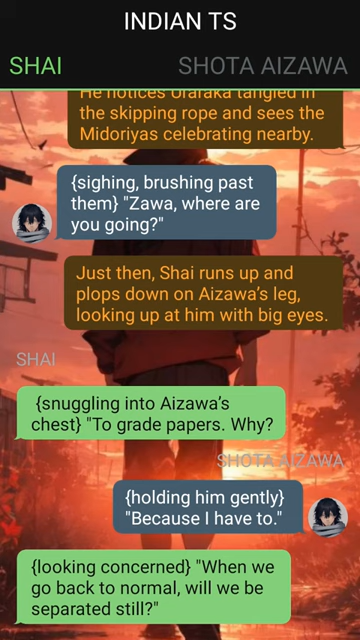 INDIAN TS
SHAI
SHOTA AIZAWA
He notices Uraraka tangled in
the skipping rope and sees the
Midoriyas celebrating nearby.
{sighing, brushing past
them} "Zawa, where are
you going?"
Just then, Shai runs up and
plops down on Aizawa’s leg,
looking up at him with big eyes.
SHAI
{snuggling into Aizawa’s
chest} "To grade papers. Why?
SHOTA AIZAWA
{holding him gently}
"Because I have to."
{looking concerned} "When we
go back to normal, will we be
separated still?"